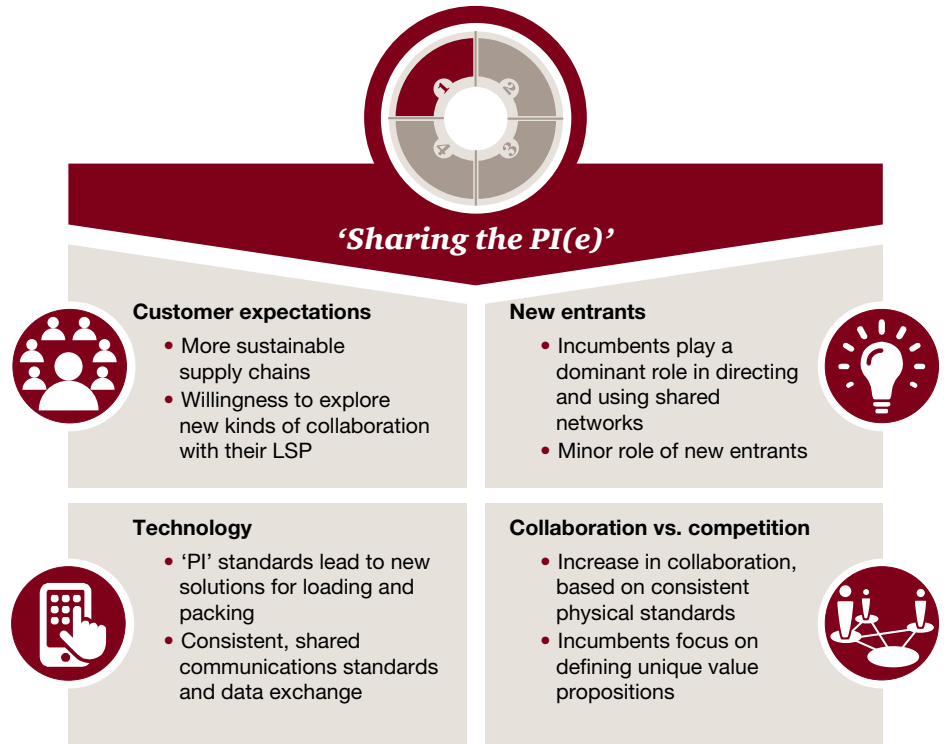 1
2
3
4
‘Sharing the PI(e)’
Customer expectations
• More sustainable
supply chains
• Willingness to explore
new kinds of collaboration
with their LSP
New entrants
• Incumbents play a
dominant role in directing
and using shared
networks
• Minor role of new entrants
Technology
• ‘PI’ standards lead to new
solutions for loading and
packing
• Consistent, shared
communications standards
and data exchange
Collaboration vs. competition
• Increase in collaboration,
based on consistent
physical standards
• Incumbents focus on
defining unique value
propositions